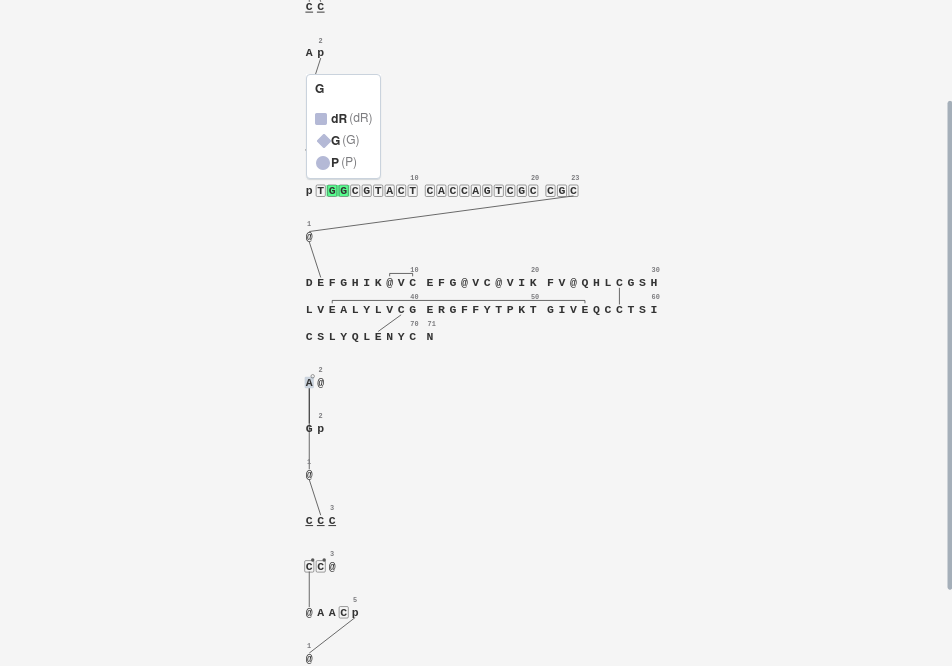 C C
2
A p
G
dR (dR)
G (G)
P (P)
10 20 23
p T G G C G T A C T C A C C A G T C G C C G C
1
@
10 20 30
D E F G H I K @ V C E F G @ V C @ V I K F V @ Q H L C G S H
40 50 60
L V E A L Y L V C G E R G F F Y T P K T G I V E Q C C T S I
70 71
C S L Y Q L E N Y C N
2
A @
2
G p
1
@
3
C C C
3
C C @
5
@ A A C p
1
@